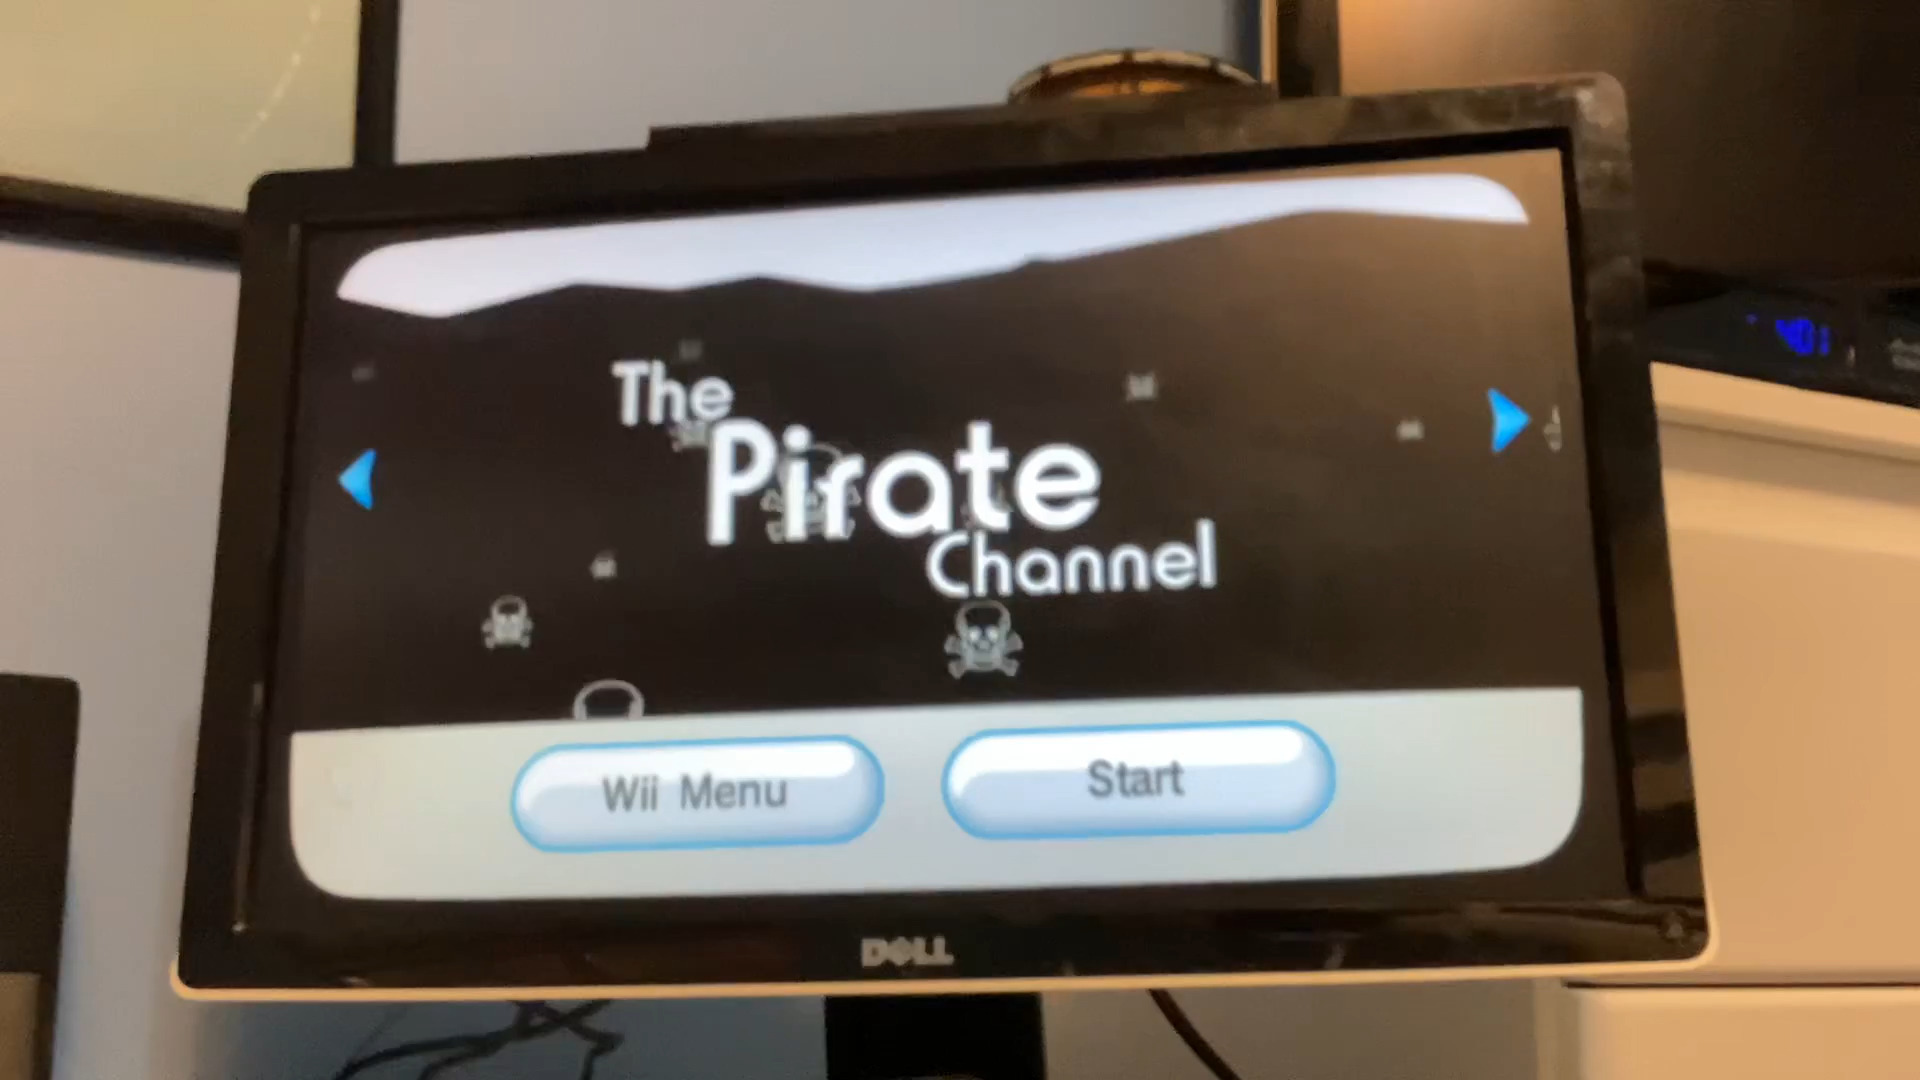 The
Pirate
Channel
Wii Menu
Start
DELL